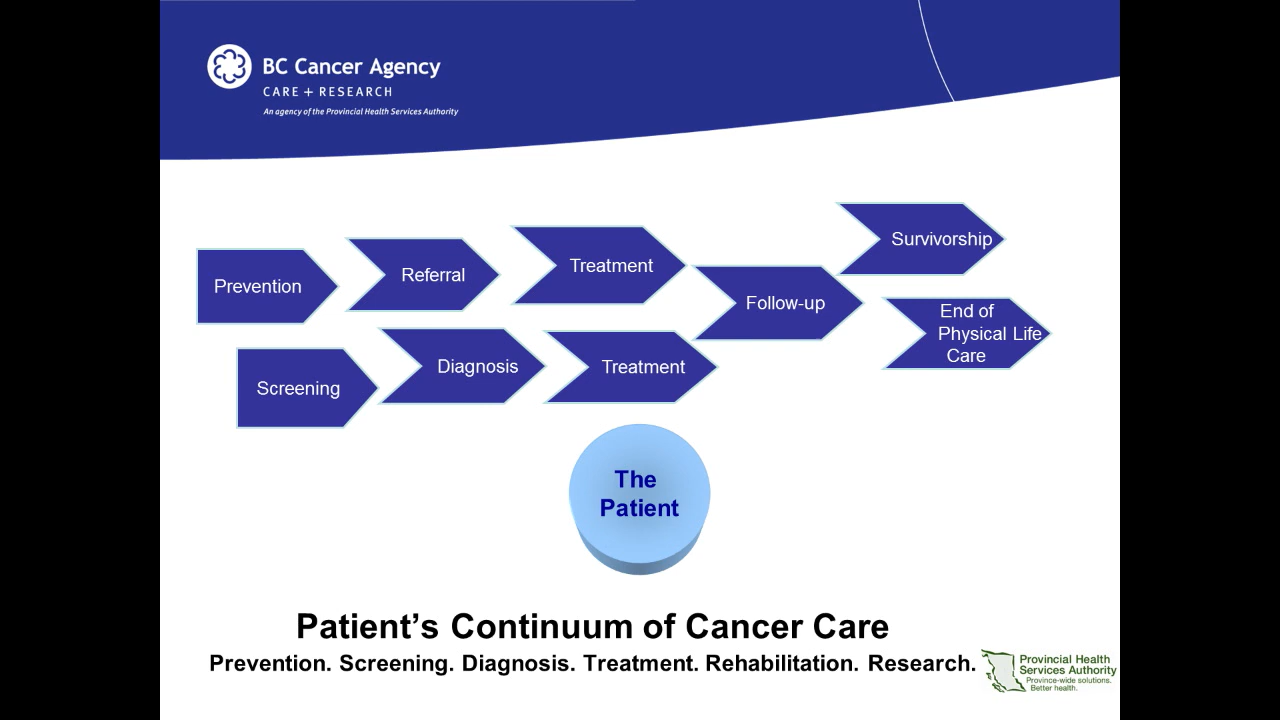 BC Cancer Agency
CARE + RESEARCH
An agency of the Provincial Health Services Authority
Prevention
Referral
Treatment
Follow-up
Survivorship
Screening
Diagnosis
Treatment
End of
Physical Life
Care
The
Patient
Patient’s Continuum of Cancer Care
Prevention. Screening. Diagnosis. Treatment. Rehabilitation. Research.
Provincial Health
Services Authority
Province-wide solutions.
Better health.